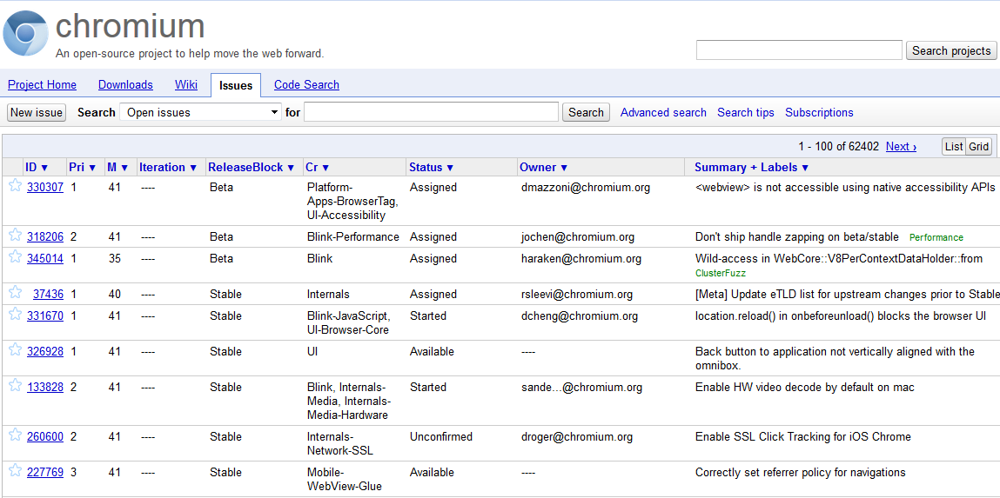 chromium
An open-source project to help move the web forward.
Search projects
Project Home Downloads Wiki Issues Code Search
New issue Search Open issues for Search Advanced search Search tips Subscriptions
1 - 100 of 62402 Next › List Grid
ID ▼ Pri ▼ M ▼ Iteration ▼ ReleaseBlock ▼ Cr ▼ Status ▼ Owner ▼ Summary + Labels ▼
330307 1 41 ---- Beta Platform- Assigned dmazzoni@chromium.org <webview> is not accessible using native accessibility APIs
Apps-BrowserTag,
UI-Accessibility
318206 2 41 ---- Beta Blink-Performance Assigned jochen@chromium.org Don't ship handle zapping on beta/stable Performance
345014 1 35 ---- Beta Blink Assigned haraken@chromium.org Wild-access in WebCore::V8PerContextDataHolder::from
ClusterFuzz
37436 1 40 ---- Stable Internals Assigned rsleevi@chromium.org [Meta] Update eTLD list for upstream changes prior to Stable
331670 1 41 ---- Stable Blink-JavaScript, Started dcheng@chromium.org location.reload() in onbeforeunload() blocks the browser UI
UI-Browser-Core
326928 1 41 ---- Stable UI Available ---- Back button to application not vertically aligned with the
omnibox.
133828 2 41 ---- Stable Blink, Internals- Started sande...@chromium.org Enable HW video decode by default on mac
Media, Internals-
Media-Hardware
260600 2 41 ---- Stable Internals- Unconfirmed droger@chromium.org Enable SSL Click Tracking for iOS Chrome
Network-SSL
227769 3 41 ---- Stable Mobile- Available ---- Correctly set referrer policy for navigations
WebView-Glue